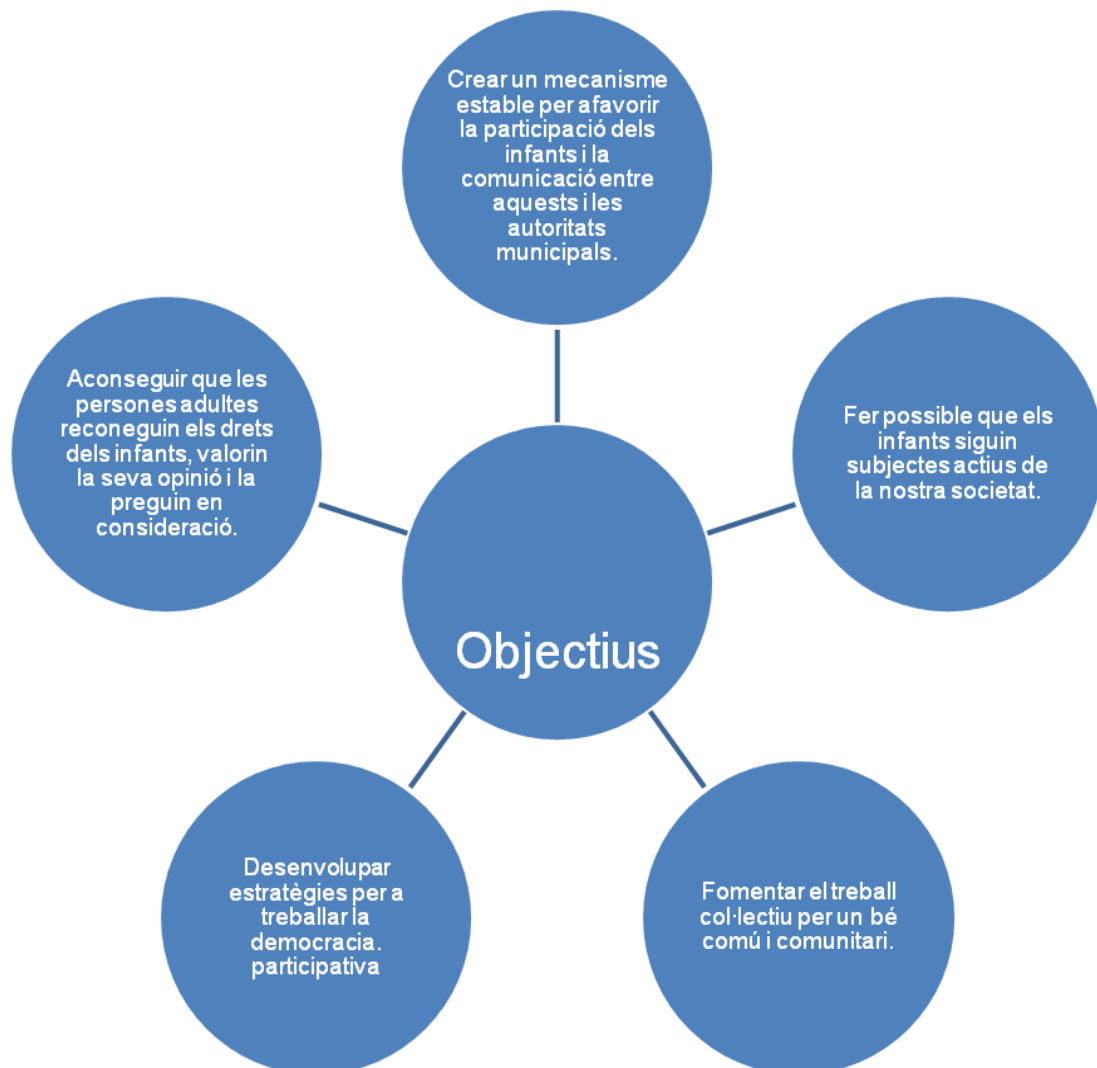 Crear un mecanisme
estable per afavorir
la participació dels
infants i la
comunicació entre
aquests i les
autoritats
municipals.
Aconseguir que les
persones adultes
reconeguin els drets
dels infants, valorin
la seva opinió i la
preguin en
consideració.
Fer possible que els
infants siguin
subjectes actius de
la nostra societat.
Objectius
Desenvolupar
estratègies per a
treballar la
democracia.
participativa
Fomentar el treball
col·lectiu per un bé
comú i comunitari.